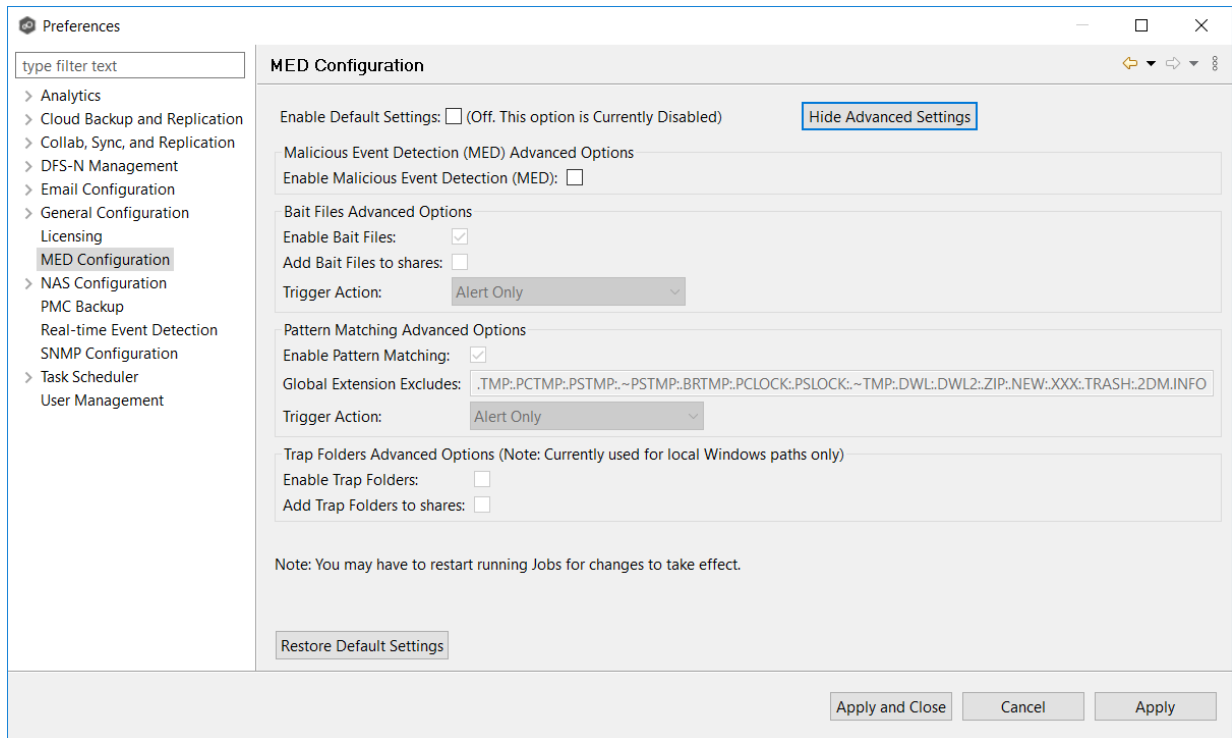 Preferences
type filter text
Analytics
Cloud Backup and Replication
Collab, Sync, and Replication
DFS-N Management
Email Configuration
General Configuration
Licensing
MED Configuration
NAS Configuration
PMC Backup
Real-time Event Detection
SNMP Configuration
Task Scheduler
User Management
MED Configuration
Enable Default Settings: (Off. This option is Currently Disabled) Hide Advanced Settings
Malicious Event Detection (MED) Advanced Options
Enable Malicious Event Detection (MED):
Bait Files Advanced Options
Enable Bait Files:
Add Bait Files to shares:
Trigger Action: Alert Only
Pattern Matching Advanced Options
Enable Pattern Matching:
Global Extension Excludes: .TMP:.PCTMP:.PSTMP:.~PSTMP:.BRTMP:.PCLOCK:.PSLOCK:.~TMP:.DWL:.DWL2:.ZIP:.NEW:.XXX:.TRASH:.2DM.INFO
Trigger Action: Alert Only
Trap Folders Advanced Options (Note: Currently used for local Windows paths only)
Enable Trap Folders:
Add Trap Folders to shares:
Note: You may have to restart running Jobs for changes to take effect.
Restore Default Settings
Apply and Close Cancel Apply